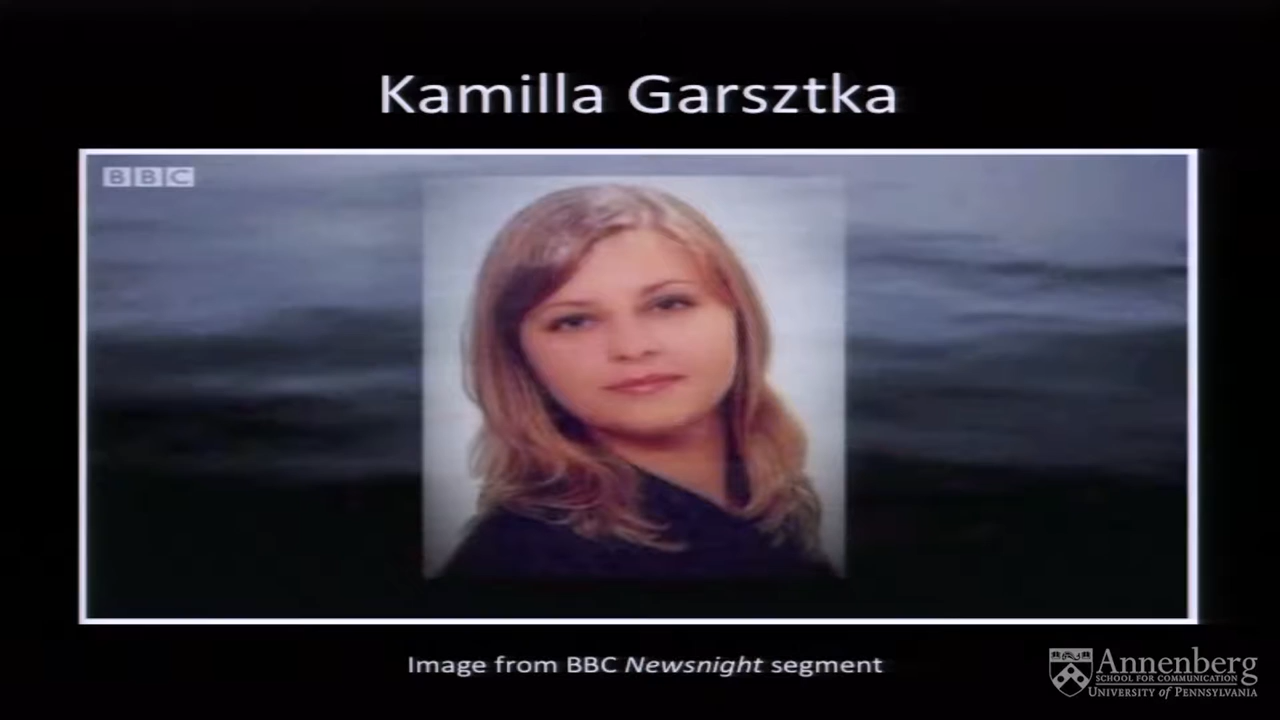 Kamilla Garsztka
BBC
Image from BBC Newsnight segment
Annenberg
SCHOOL FOR COMMUNICATION
UNIVERSITY of PENNSYLVANIA